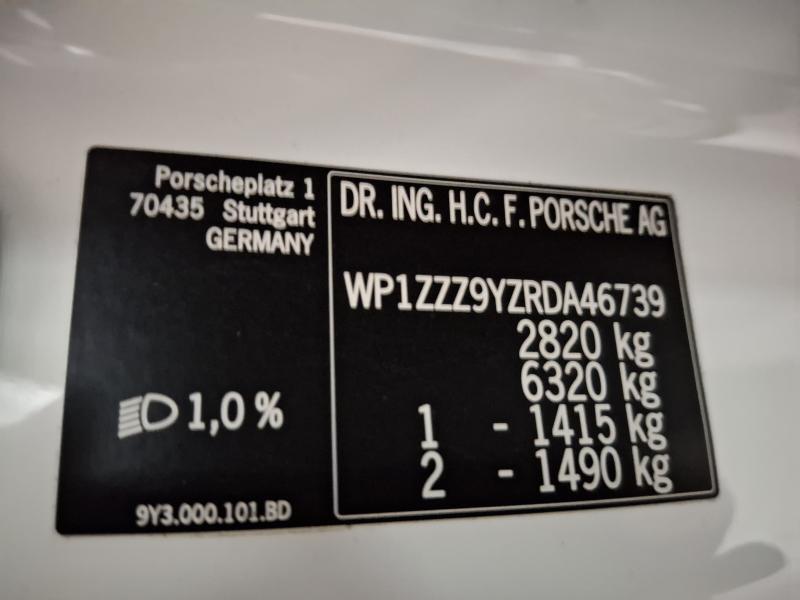 Porscheplatz 1
70435 Stuttgart
GERMANY
1,0 %
9Y3.000.101.BD
DR. ING. H.C. F. PORSCHE AG
WP1ZZZ9YZRDA46739
2820 kg
6320 kg
1 - 1415 kg
2 - 1490 kg